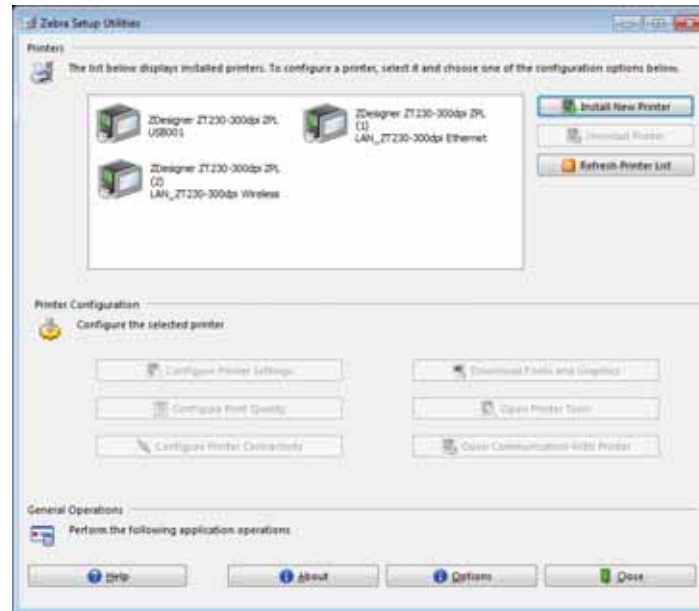 Zebra Setup Utilities
Printers
The list below displays installed printers. To configure a printer, select it and choose one of the configuration options below.
ZDesigner ZT230-300dpi ZPL
USB001
ZDesigner ZT230-300dpi ZPL
(1)
LAN_ZT230-300dpi Ethernet
ZDesigner ZT230-300dpi ZPL
(2)
LAN_ZT230-300dpi Wireless
Install New Printer
Uninstall Printer
Refresh Printer List
Printer Configuration
Configure the selected printer
Configure Printer Settings
Download Fonts and Graphics
Configure Print Quality
Open Printer Tools
Configure Printer Connectivity
Open Communication With Printer
General Operations
Perform the following application operations
Help
About
Options
Close